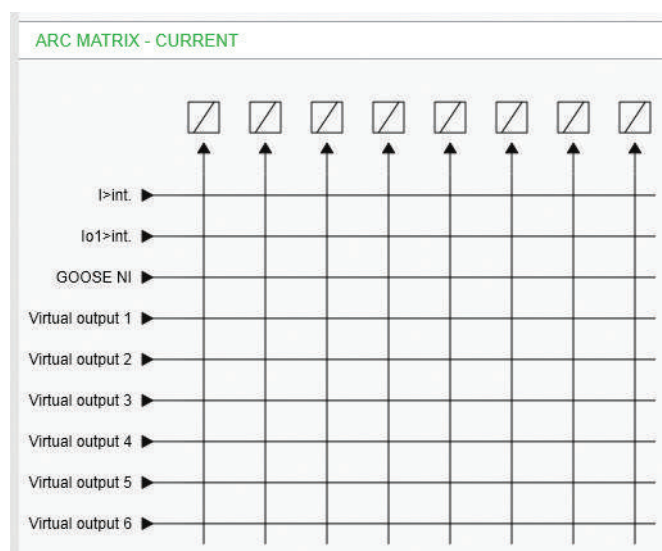 ARC MATRIX - CURRENT
I>int.
Io1>int.
GOOSE NI
Virtual output 1
Virtual output 2
Virtual output 3
Virtual output 4
Virtual output 5
Virtual output 6